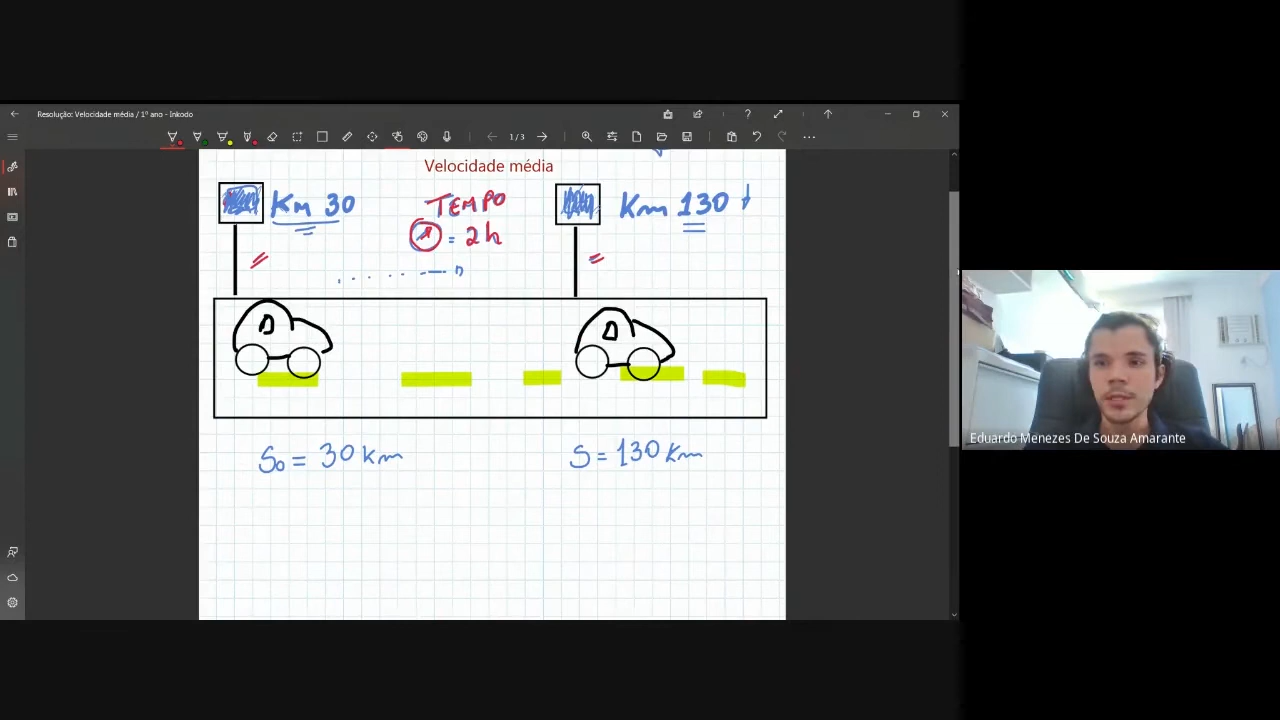 Resolução: Velocidade média / 1º ano - Inkodo
1/3
Velocidade média
Km 30
TEMPO
Km 130
= 2h
S₀ = 30 Km
S = 130 Km
Eduardo Menezes De Souza Amarante